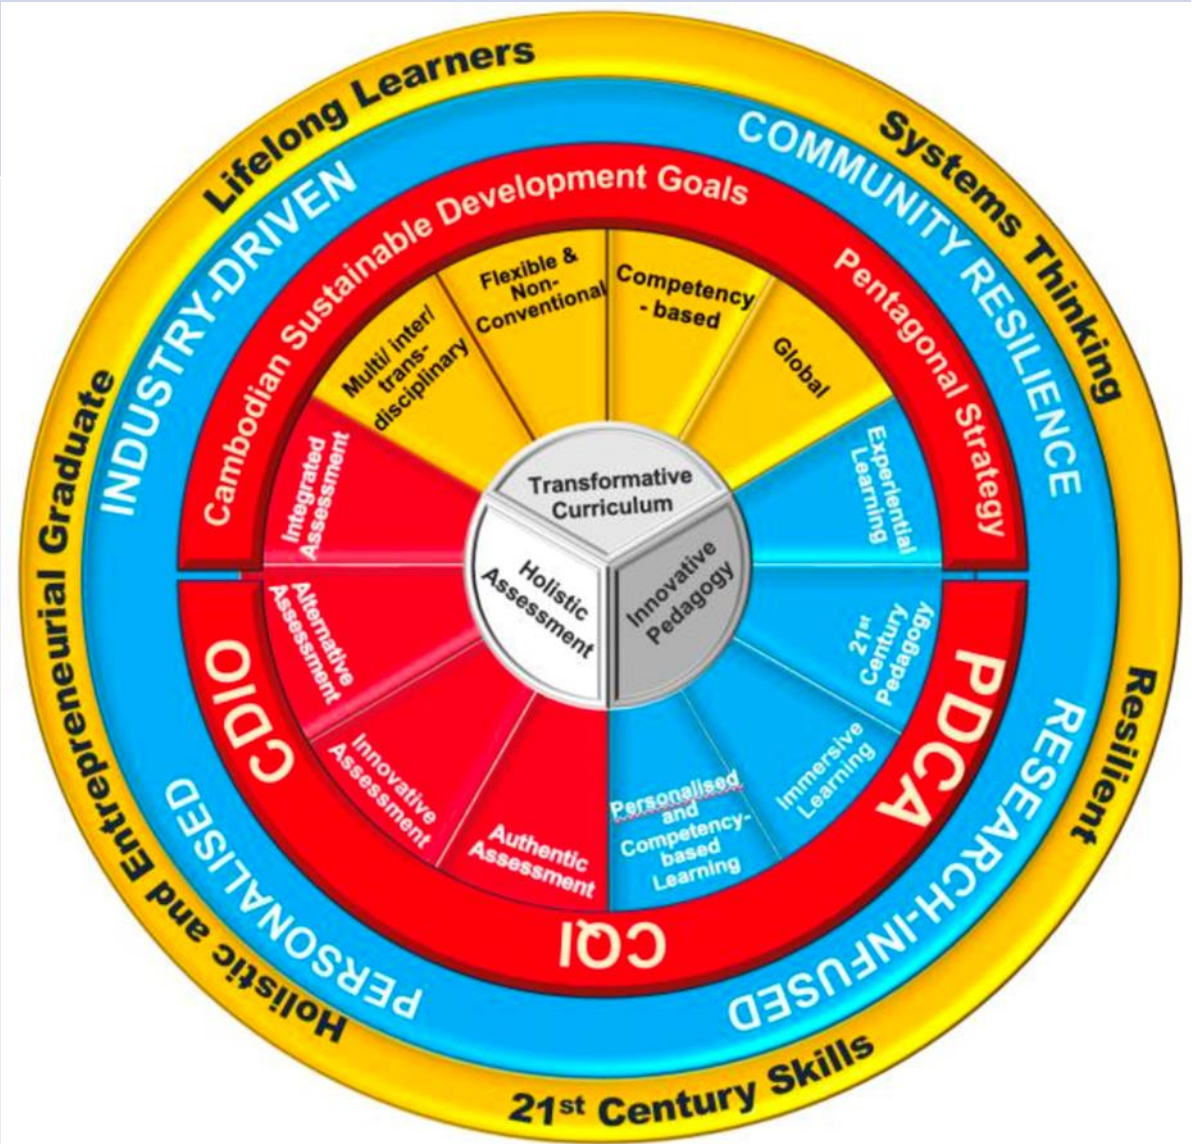 Lifelong Learners
Systems Thinking
Resilient
21st Century Skills
Holistic and Entrepreneurial Graduate
INDUSTRY-DRIVEN
COMMUNITY RESILIENCE
RESEARCH-INFUSED
PERSONALISED
Cambodian Sustainable Development Goals
Pentagonal Strategy
PDCA
CQI
CDIO
Multi/ inter/
trans-
disciplinary
Flexible &
Non-
Conventional
Competency
- based
Global
Experiential
Learning
21st
Century
Pedagogy
Immersive
Learning
Personalised
and
Competency-
based
Learning
Authentic
Assessment
Innovative
Assessment
Alternative
Assessment
Integrated
Assessment
Transformative
Curriculum
Innovative
Pedagogy
Holistic
Assessment